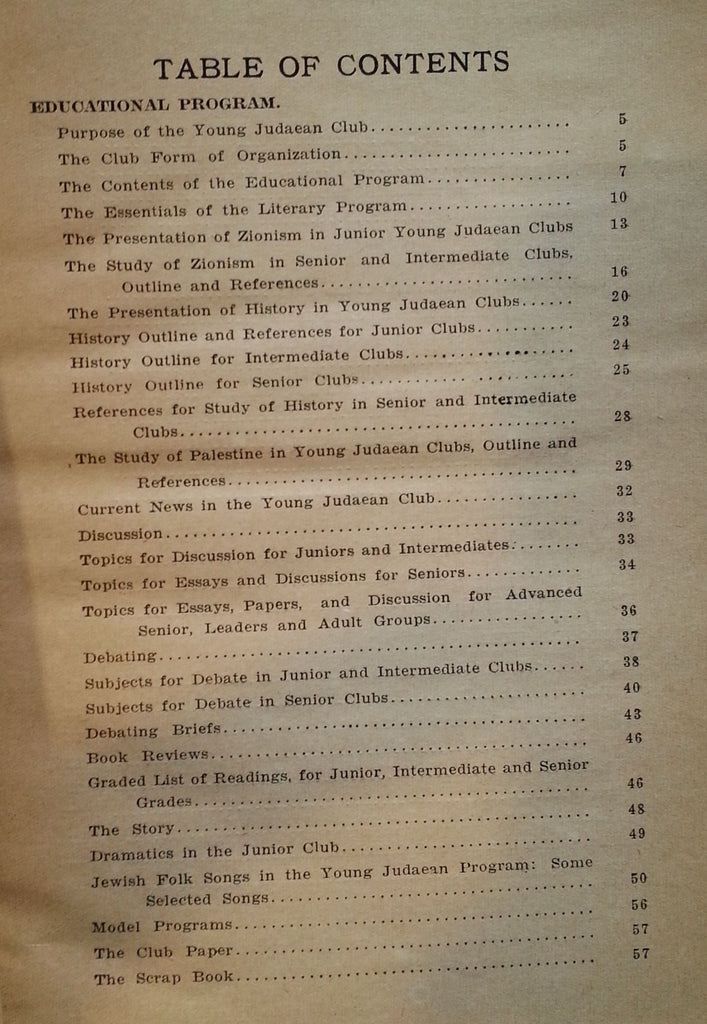 TABLE OF CONTENTS
EDUCATIONAL PROGRAM.
Purpose of the Young Judaean Club...................... 5
The Club Form of Organization........................ 5
The Contents of the Educational Program............... 7
The Essentials of the Literary Program................. 10
The Presentation of Zionism in Junior Young Judaean Clubs 13
The Study of Zionism in Senior and Intermediate Clubs,
Outline and References........................... 16
The Presentation of History in Young Judaean Clubs...... 20
History Outline and References for Junior Clubs.......... 23
History Outline for Intermediate Clubs.................. 24
History Outline for Senior Clubs............ .......... 25
References for Study of History in Senior and Intermediate
Clubs.......................................... 28
The Study of Palestine in Young Judaean Clubs, Outline and
References..................................... 29
Current News in the Young Judaean Club.............. 32
Discussion........................................... 33
Topics for Discussion for Juniors and Intermediates........ 33
Topics for Essays and Discussions for Seniors............ 34
Topics for Essays, Papers, and Discussion for Advanced
Senior, Leaders and Adult Groups................ 36
Debating............................................ 37
Subjects for Debate in Junior and Intermediate Clubs...... 38
Subjects for Debate in Senior Clubs.................... 40
Debating Briefs...................................... 43
Book Reviews....................................... 46
Graded List of Readings, for Junior, Intermediate and Senior
Grades......................................... 46
The Story.......................................... 48
Dramatics in the Junior Club.......................... 49
Jewish Folk Songs in the Young Judaean Program: Some
Selected Songs................................. 50
Model Programs..................................... 56
The Club Paper..................................... 57
The Scrap Book..................................... 57